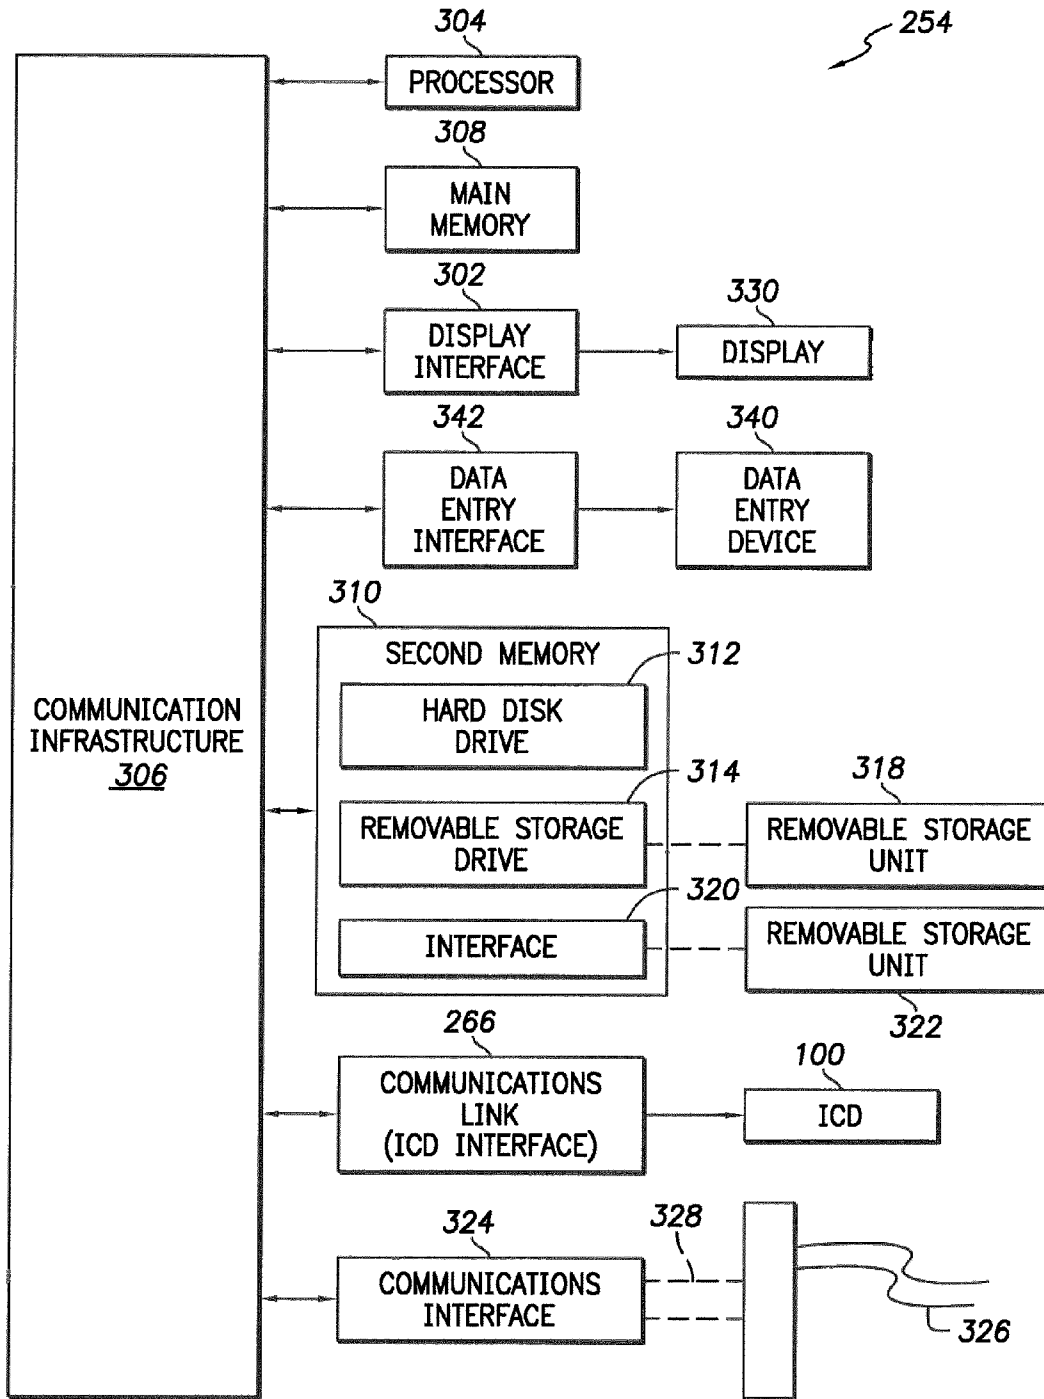 254
304
PROCESSOR
308
MAIN
MEMORY
302
DISPLAY
INTERFACE
330
DISPLAY
342
DATA
ENTRY
INTERFACE
340
DATA
ENTRY
DEVICE
310
SECOND MEMORY
312
HARD DISK
DRIVE
COMMUNICATION
INFRASTRUCTURE
306
314
REMOVABLE STORAGE
DRIVE
318
REMOVABLE STORAGE
UNIT
320
INTERFACE
REMOVABLE STORAGE
UNIT
322
266
COMMUNICATIONS
LINK
(ICD INTERFACE)
100
ICD
324
COMMUNICATIONS
INTERFACE
328
326